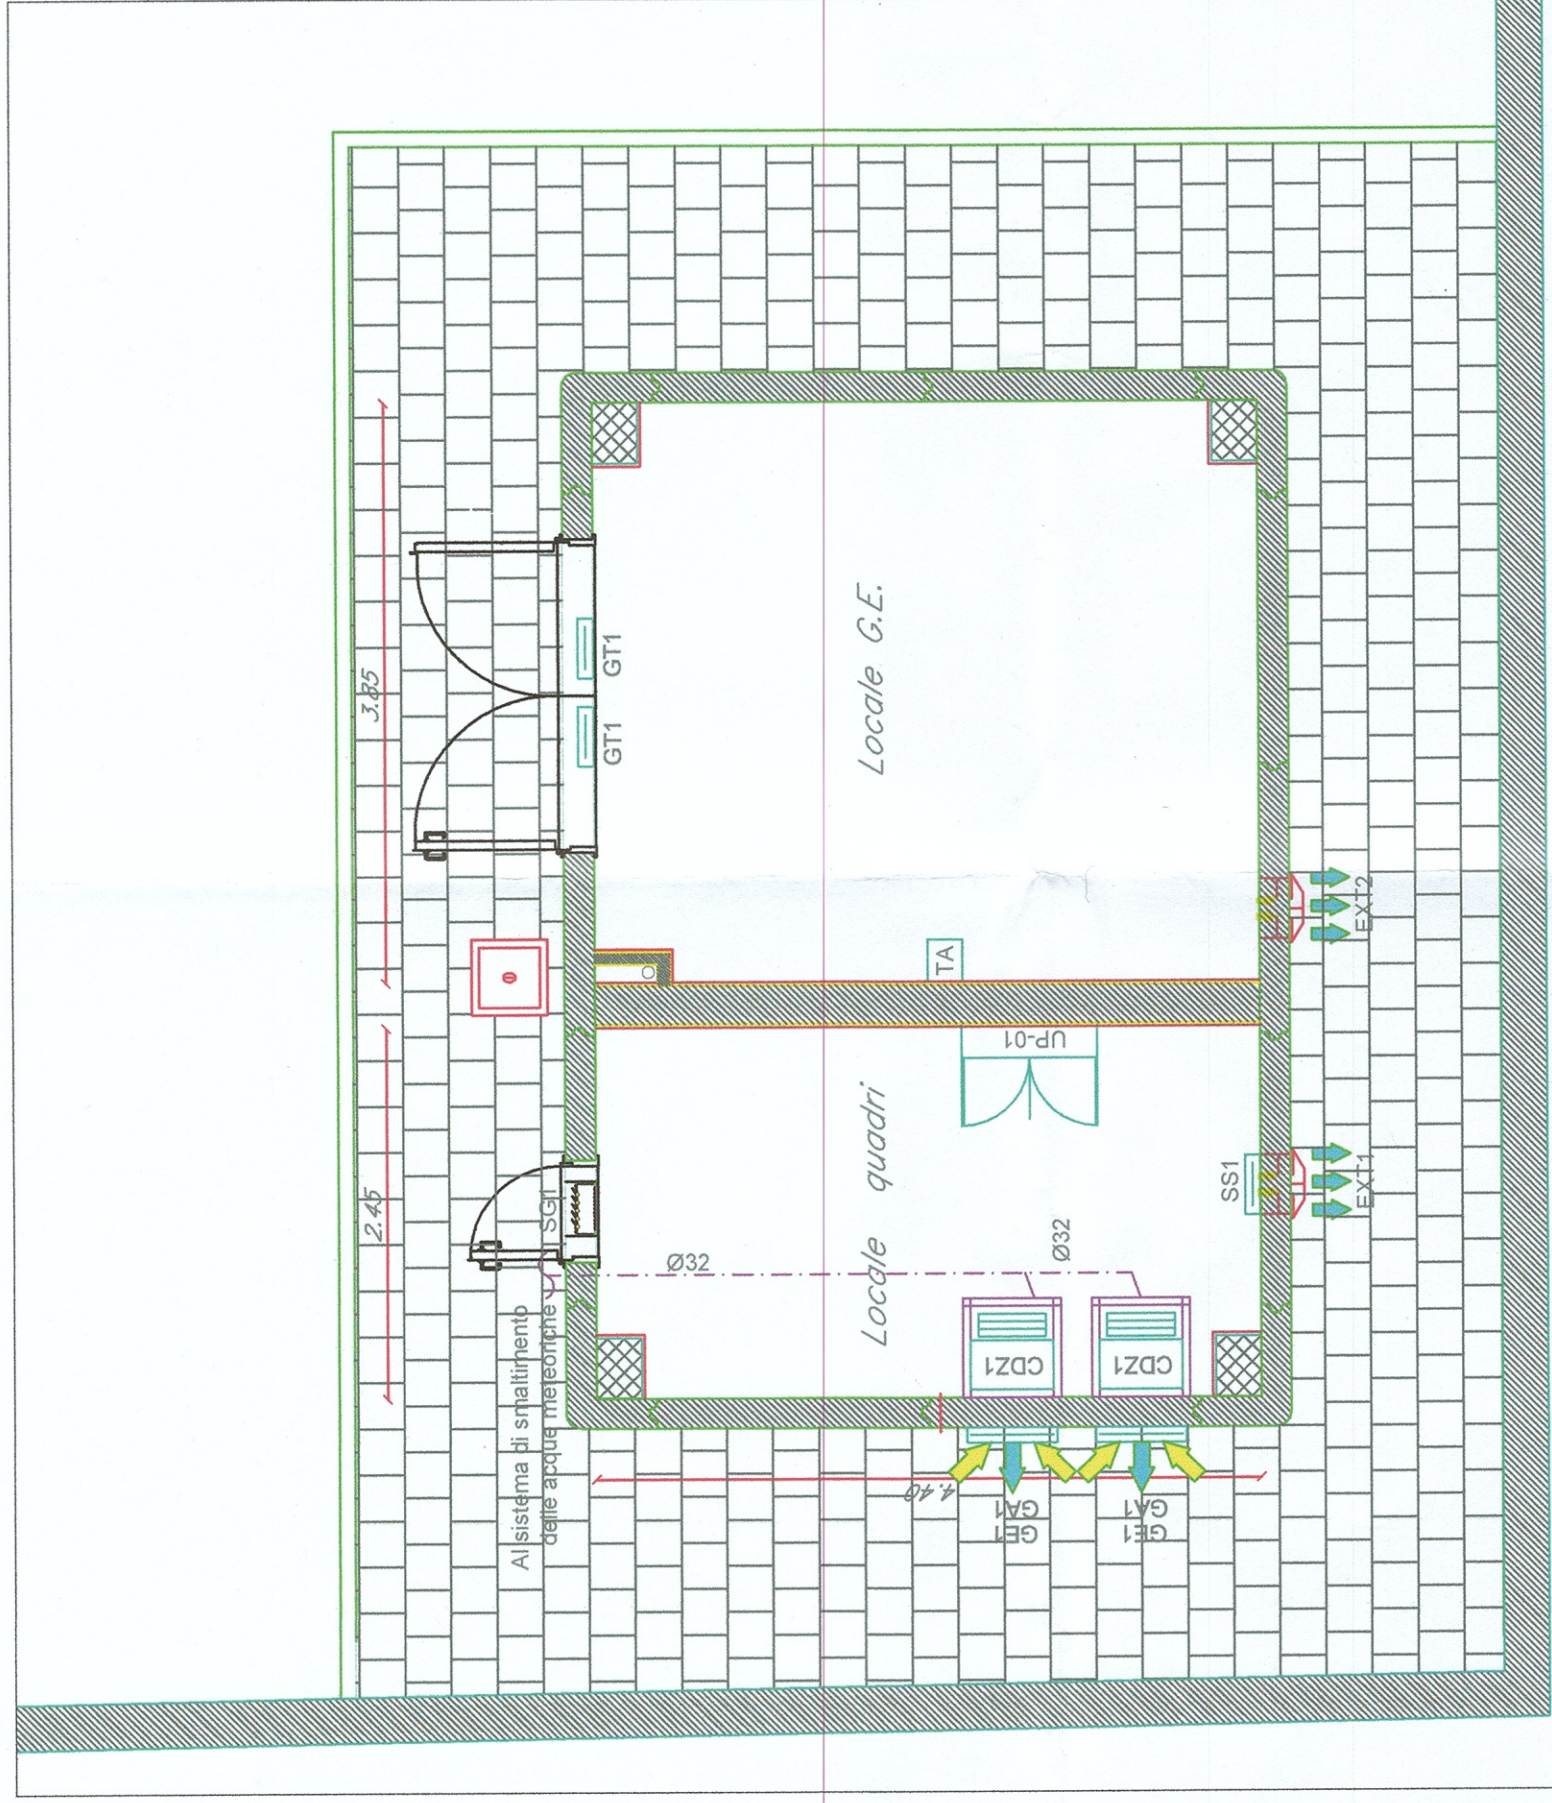 3.85
GT1
GT1
Locale G.E.
EXT2
TA
UP-01
2.45
SG1
SS1
EXT1
Ø32
Ø32
Locale quadri
Al sistema di smaltimento
delle acque meteoriche
CDZ1
CDZ1
4.40
GA1
GE1
GA1
GE1